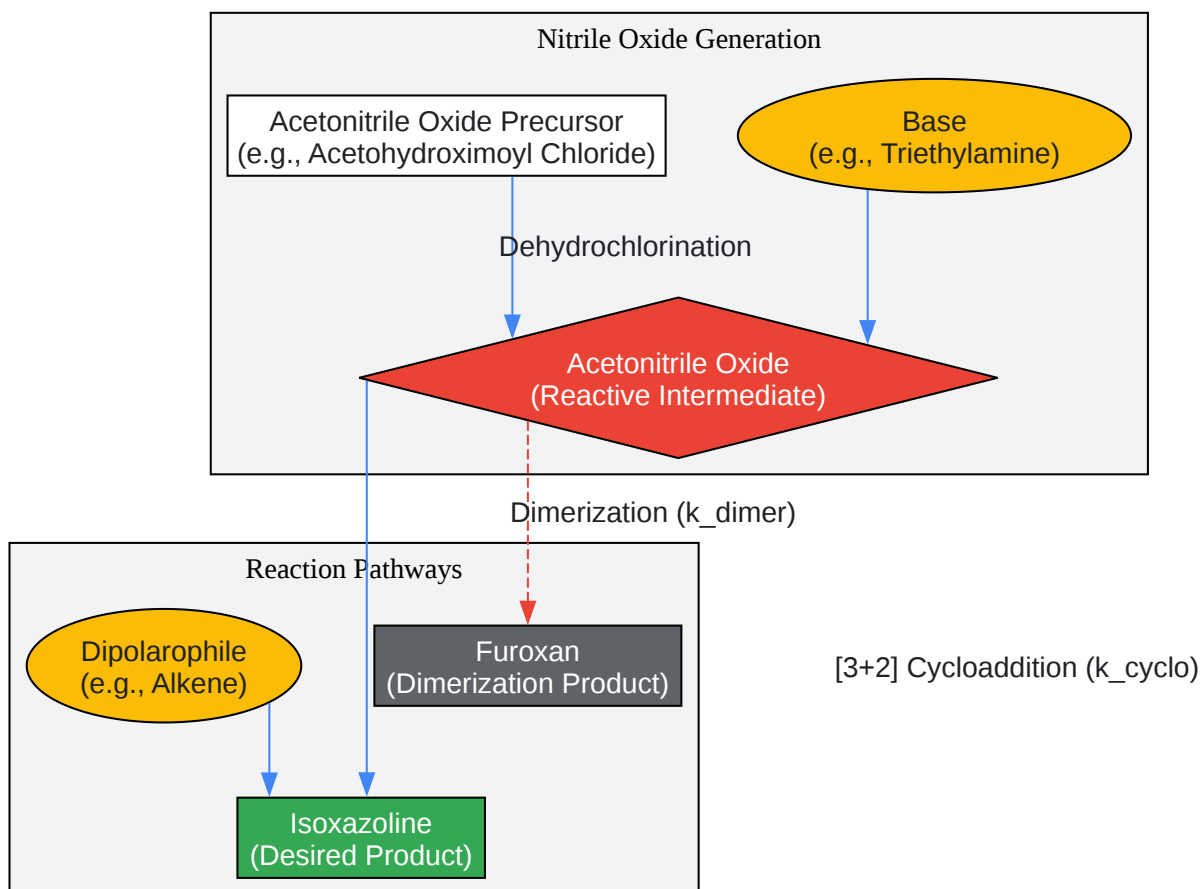 Nitrile Oxide Generation
Acetonitrile Oxide Precursor
(e.g., Acetohydroximoyl Chloride)
Base
(e.g., Triethylamine)
Dehydrochlorination
Acetonitrile Oxide
(Reactive Intermediate)
Dimerization (k_dimer)
Reaction Pathways
Dipolarophile
(e.g., Alkene)
Furoxan
(Dimerization Product)
[3+2] Cycloaddition (k_cyclo)
Isoxazoline
(Desired Product)